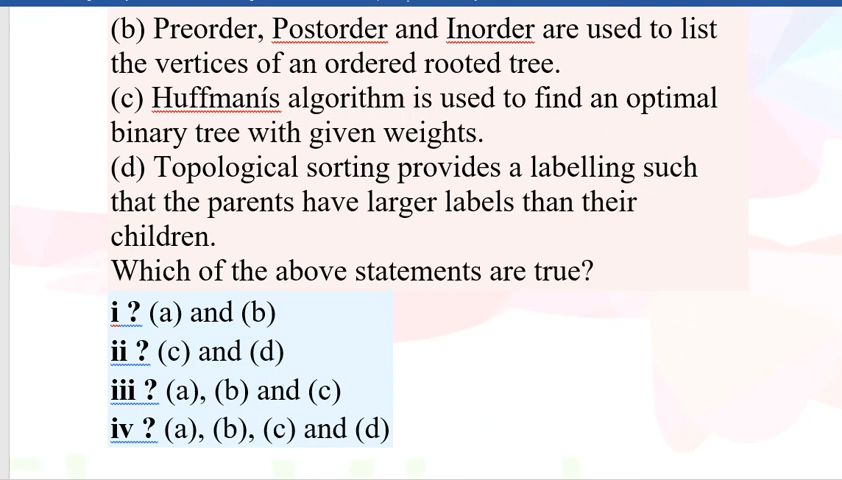 (b) Preorder, Postorder and Inorder are used to list
the vertices of an ordered rooted tree.
(c) Huffmanís algorithm is used to find an optimal
binary tree with given weights.
(d) Topological sorting provides a labelling such
that the parents have larger labels than their
children.
Which of the above statements are true?
i ? (a) and (b)
ii ? (c) and (d)
iii ? (a), (b) and (c)
iv ? (a), (b), (c) and (d)